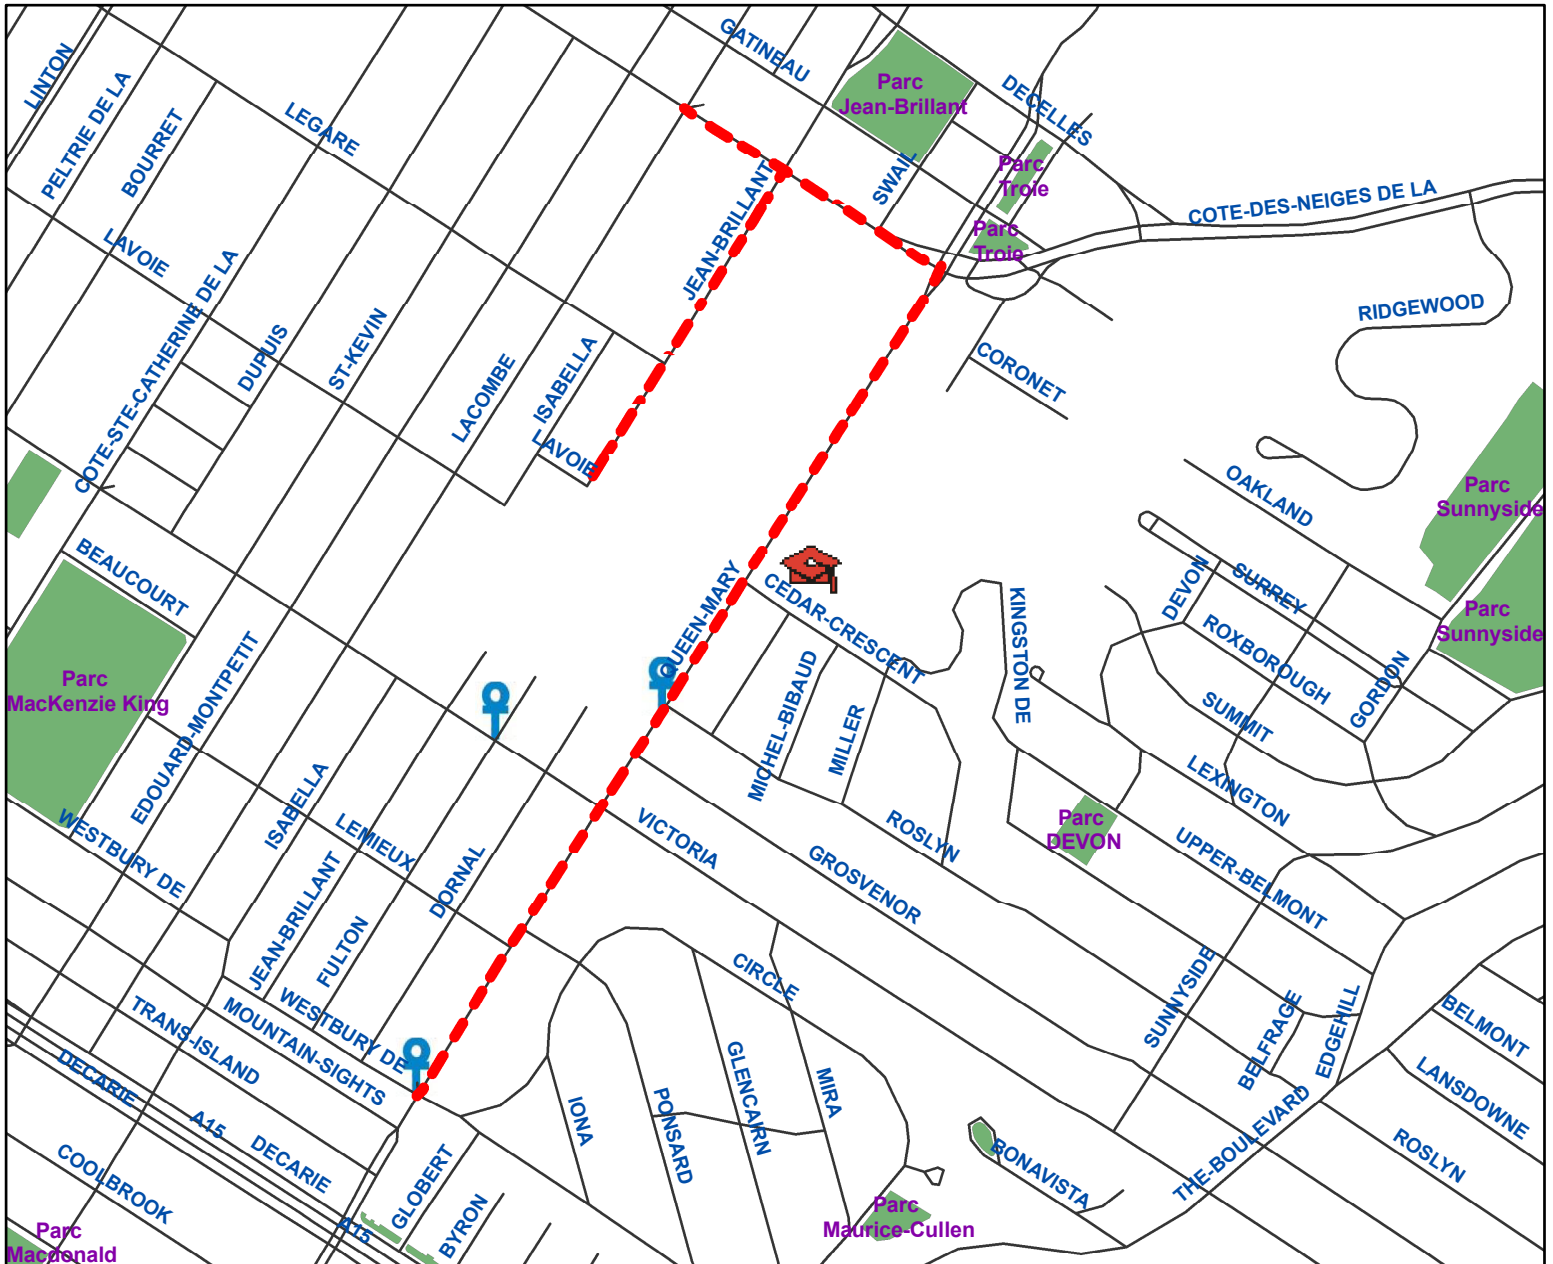 GATINEAU
LINTON
PELTRIE DE LA
BOURRET
LEGARE
Parc
Jean-Brillant
DECELLES
SWAIL
Parc
Troie
COTE-DES-NEIGES DE LA
Parc
Troie
LAVOIE
JEAN-BRILLANT
COTE-STE-CATHERINE DE LA
DUPUIS
ST-KEVIN
LACOMBE
ISABELLA
LAVOIE
RIDGEWOOD
CORONET
OAKLAND
Parc
Sunnyside
BEAUCOURT
QUEEN-MARY
CEDAR-CRESCENT
KINGSTON DE
DEVON
SURREY
ROXBOROUGH
Parc
Sunnyside
Parc
MacKenzie King
EDOUARD-MONTPETIT
MICHEL-BIBAUD
MILLER
SUMMIT
GORDON
ISABELLA
LEMIEUX
DORNAL
VICTORIA
GROSVENOR
ROSLYN
Parc
DEVON
LEXINGTON
UPPER-BELMONT
WESTBURY DE
JEAN-BRILLANT
FULTON
WESTBURY DE
CIRCLE
SUNNYSIDE
BELFRAGE
EDGEHILL
BELMONT
LANSDOWNE
TRANS-ISLAND
MOUNTAIN-SIGHTS
DECARIE
A15
DECARIE
IONA
PONSARD
GLENCAIRN
MIRA
BONAVISTA
THE-BOULEVARD
ROSLYN
COOLBROOK
GLOBERT
BYRON
A15
Parc
Maurice-Cullen
Parc
Macdonald